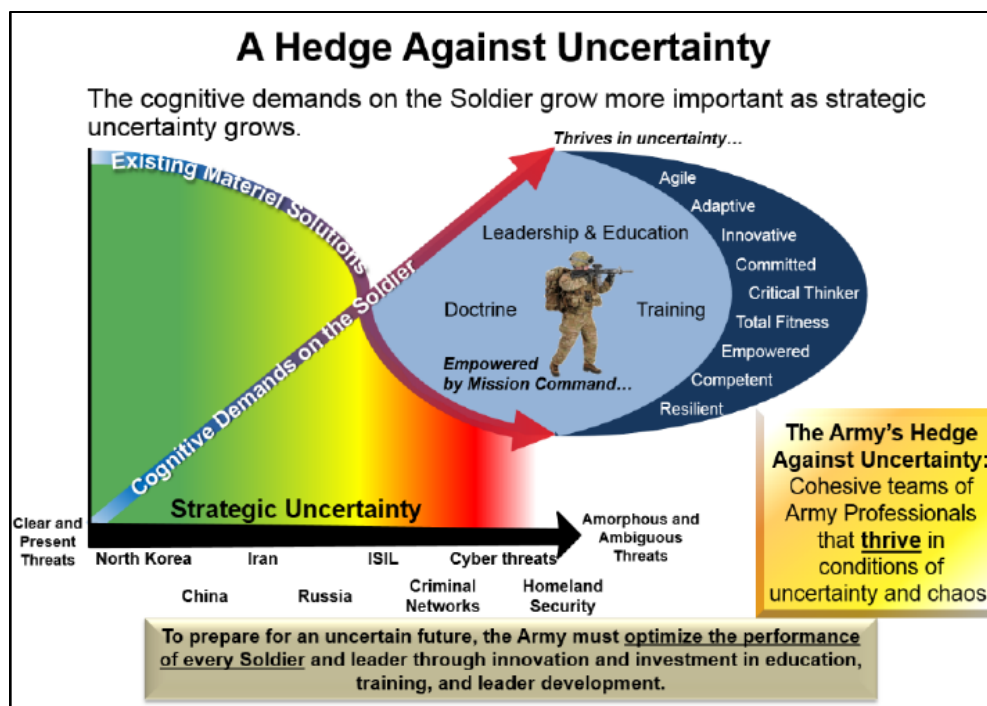 A Hedge Against Uncertainty
The cognitive demands on the Soldier grow more important as strategic
uncertainty grows.
Thrives in uncertainty...
Existing Materiel Solutions
Cognitive Demands on the Soldier
Agile
Adaptive
Innovative
Committed
Critical Thinker
Total Fitness
Empowered
Competent
Resilient
Leadership & Education
Doctrine
Training
Empowered
by Mission Command...
Strategic Uncertainty
Clear and
Present
Threats
Amorphous and
Ambiguous
Threats
North Korea
Iran
ISIL
Cyber threats
China
Russia
Criminal
Networks
Homeland
Security
The Army's Hedge
Against Uncertainty:
Cohesive teams of
Army Professionals
that thrive in
conditions of
uncertainty and chaos
To prepare for an uncertain future, the Army must optimize the performance
of every Soldier and leader through innovation and investment in education,
training, and leader development.